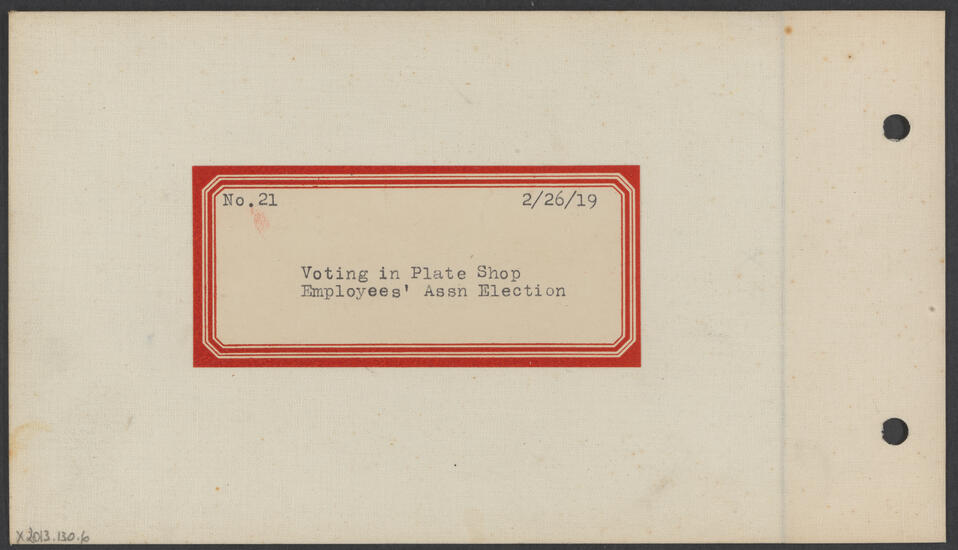 No.21 2/26/19
Voting in Plate Shop
Employees' Assn Election
X2013.130.6